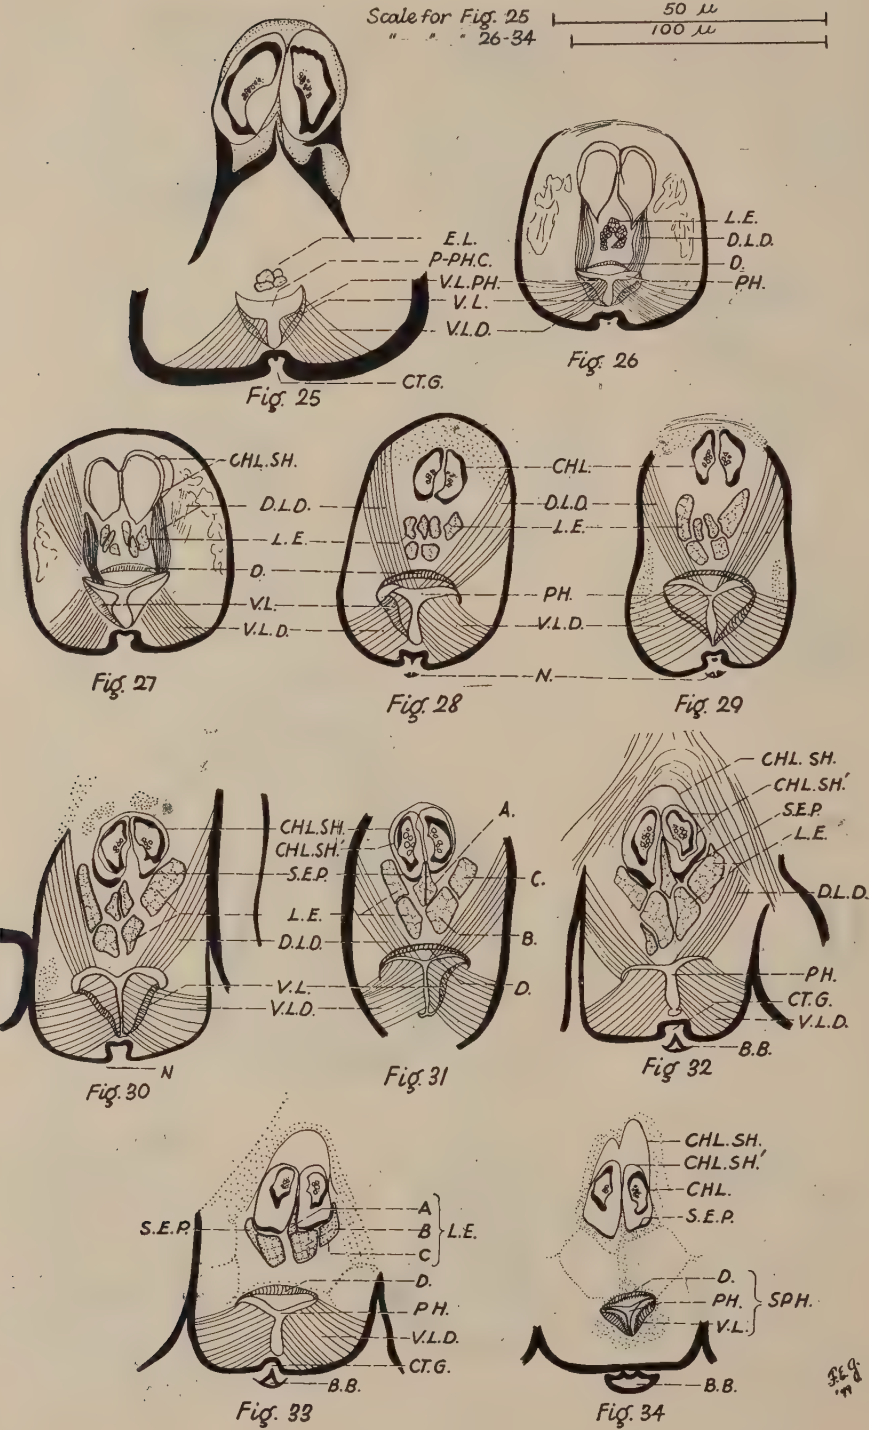 Scale for Fig. 25 50 µ
" " " 26-34 100 µ
E.L.
P-PH.C.
V.L.PH.
V.L.
V.L.D.
CT.G.
Fig. 25
L.E.
D.L.D.
D.
PH.
Fig. 26
CHL.SH.
D.L.D.
L.E.
D.
V.L.
V.L.D.
Fig. 27
CHL.
D.L.D.
L.E.
PH.
V.L.D.
N.
Fig. 28
Fig. 29
CHL.SH.
CHL.SH.'
S.E.P.
L.E.
D.L.D.
V.L.
V.L.D.
N
Fig. 30
A.
C.
B.
D.
Fig. 31
CHL. SH.
CHL.SH.'
S.E.P.
L.E.
D.L.D.
PH.
CT.G.
V.L.D.
B.B.
Fig. 32
S.E.P.
A
B L.E.
C
D.
PH.
V.L.D.
CT.G.
B.B.
Fig. 33
CHL.SH.
CHL.SH.'
CHL.
S.E.P.
D.
PH. SPH.
V.L.
B.B.
Fig. 34